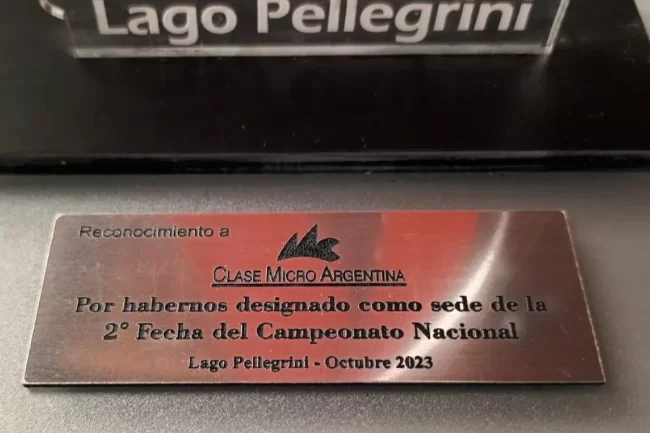 Lago Pellegrini
Reconocimiento a
CLASE MICRO ARGENTINA
Por habernos designado como sede de la
2° Fecha del Campeonato Nacional
Lago Pellegrini - Octubre 2023